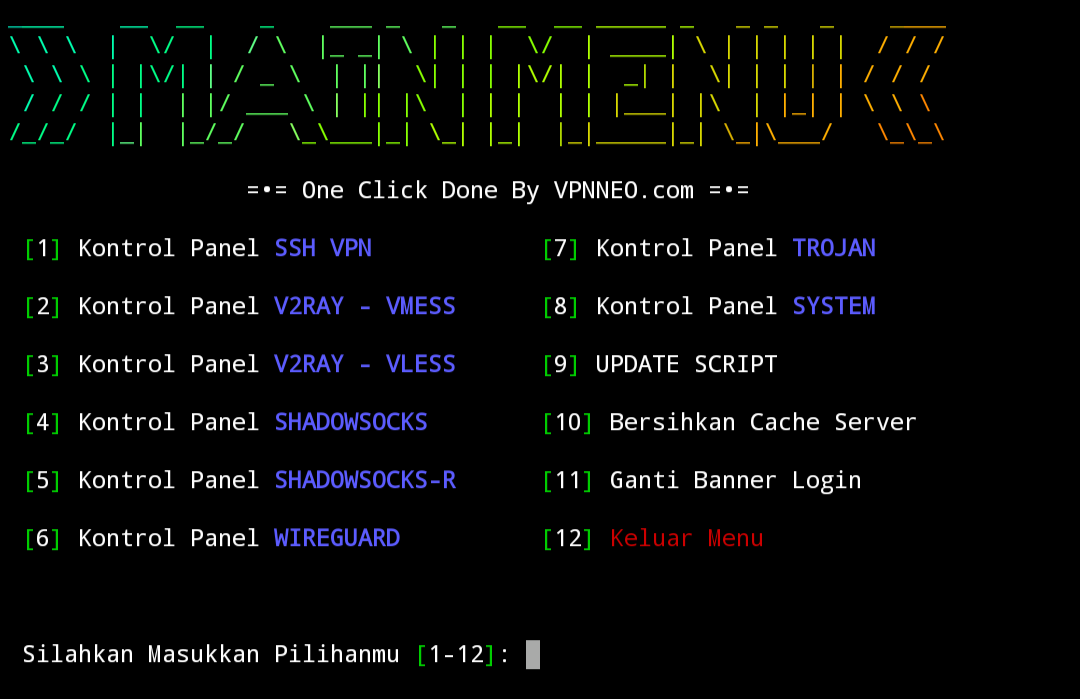 MAIN MENU
=•= One Click Done By VPNNEO.com =•=
[1] Kontrol Panel SSH VPN [7] Kontrol Panel TROJAN
[2] Kontrol Panel V2RAY - VMESS [8] Kontrol Panel SYSTEM
[3] Kontrol Panel V2RAY - VLESS [9] UPDATE SCRIPT
[4] Kontrol Panel SHADOWSOCKS [10] Bersihkan Cache Server
[5] Kontrol Panel SHADOWSOCKS-R [11] Ganti Banner Login
[6] Kontrol Panel WIREGUARD [12] Keluar Menu
Silahkan Masukkan Pilihanmu [1-12]: